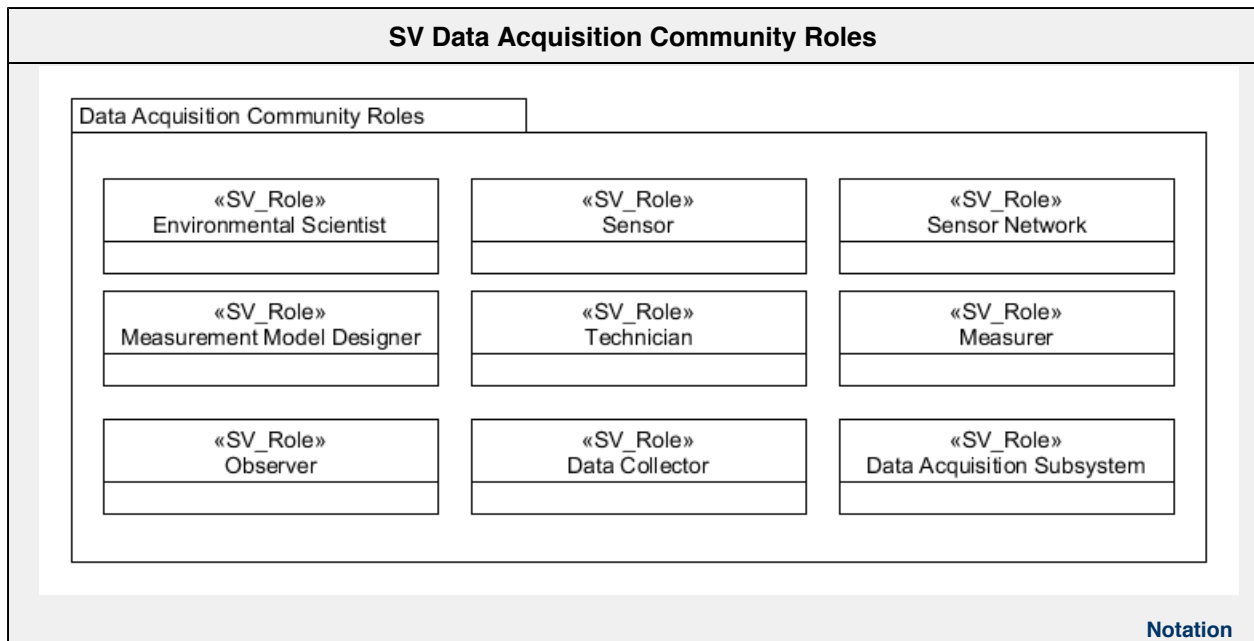 SV Data Acquisition Community Roles
Data Acquisition Community Roles
«SV_Role»
Environmental Scientist
«SV_Role»
Sensor
«SV_Role»
Sensor Network
«SV_Role»
Measurement Model Designer
«SV_Role»
Technician
«SV_Role»
Measurer
«SV_Role»
Observer
«SV_Role»
Data Collector
«SV_Role»
Data Acquisition Subsystem
Notation